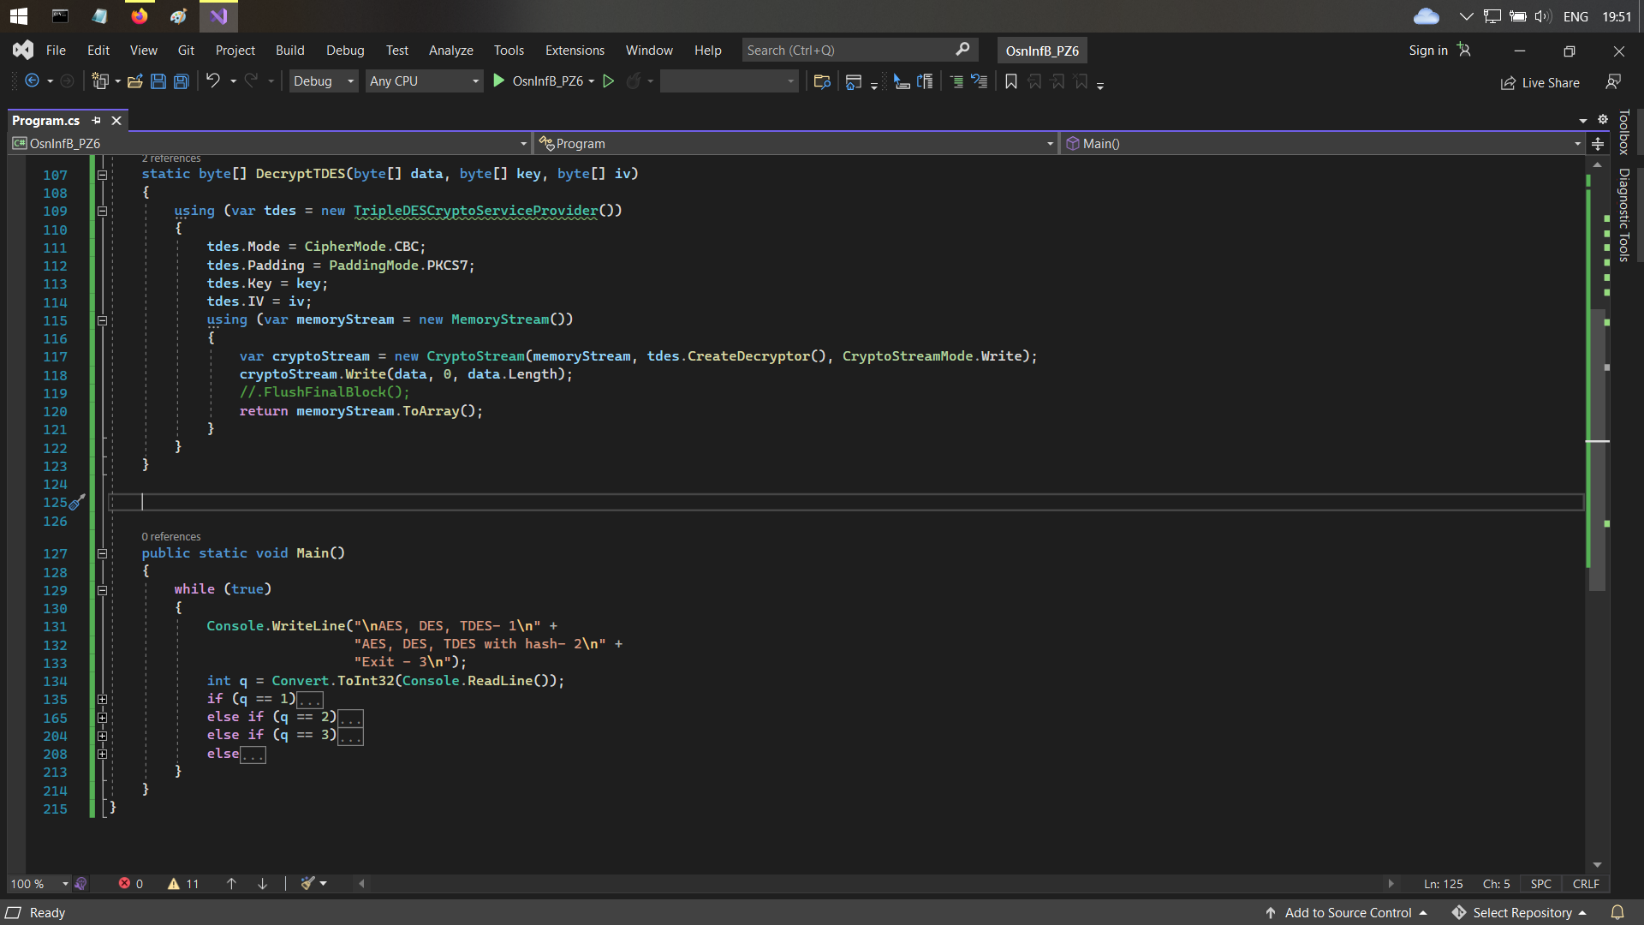 ENG 19:51
File Edit View Git Project Build Debug Test Analyze Tools Extensions Window Help Search (Ctrl+Q) OsnInfB_PZ6 Sign in
Debug Any CPU OsnInfB_PZ6 Live Share
Program.cs
OsnInfB_PZ6 Program Main()
2 references
107 static byte[] DecryptTDES(byte[] data, byte[] key, byte[] iv)
108 {
109 using (var tdes = new TripleDESCryptoServiceProvider())
110 {
111 tdes.Mode = CipherMode.CBC;
112 tdes.Padding = PaddingMode.PKCS7;
113 tdes.Key = key;
114 tdes.IV = iv;
115 using (var memoryStream = new MemoryStream())
116 {
117 var cryptoStream = new CryptoStream(memoryStream, tdes.CreateDecryptor(), CryptoStreamMode.Write);
118 cryptoStream.Write(data, 0, data.Length);
119 //.FlushFinalBlock();
120 return memoryStream.ToArray();
121 }
122 }
123 }
124
125
126
0 references
127 public static void Main()
128 {
129 while (true)
130 {
131 Console.WriteLine("\nAES, DES, TDES- 1\n" +
132 "AES, DES, TDES with hash- 2\n" +
133 "Exit - 3\n");
134 int q = Convert.ToInt32(Console.ReadLine());
135 if (q == 1)...
165 else if (q == 2)...
204 else if (q == 3)...
208 else...
213 }
214 }
215 }
Toolbox
Diagnostic Tools
100 % 0 11 Ln: 125 Ch: 5 SPC CRLF
Ready Add to Source Control Select Repository